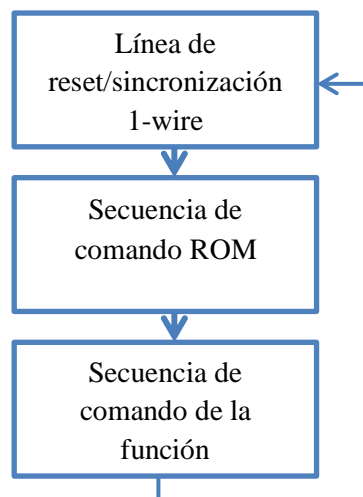 Línea de
reset/sincronización
1-wire
Secuencia de
comando ROM
Secuencia de
comando de la
función